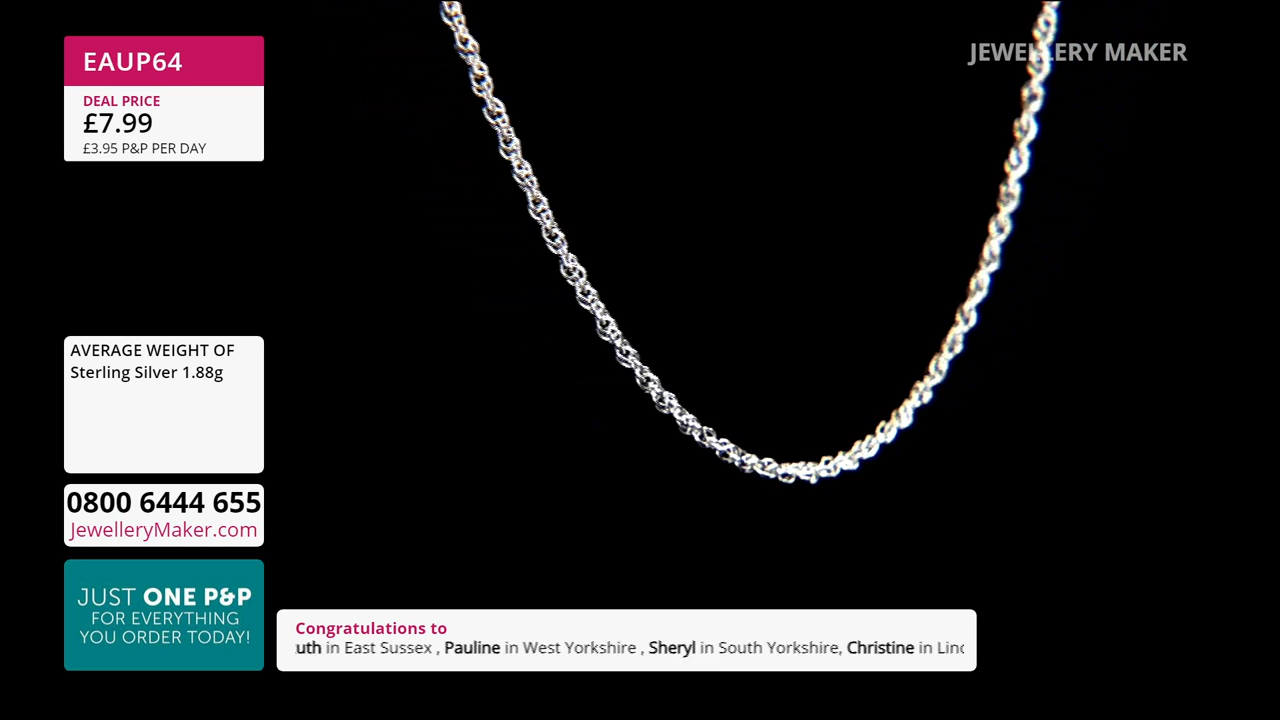 EAUP64
DEAL PRICE
£7.99
£3.95 P&P PER DAY
JEWELLERY MAKER
AVERAGE WEIGHT OF
Sterling Silver 1.88g
0800 6444 655
JewelleryMaker.com
JUST ONE P&P
FOR EVERYTHING
YOU ORDER TODAY!
Congratulations to
uth in East Sussex , Pauline in West Yorkshire , Sheryl in South Yorkshire, Christine in Linc